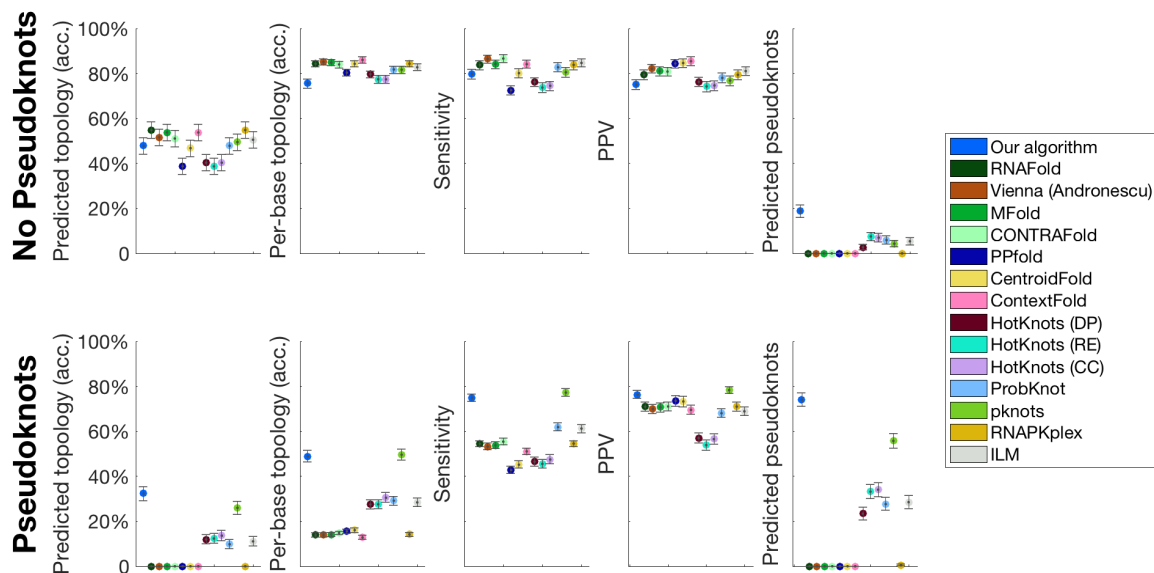 No Pseudoknots
Predicted topology (acc.)
100%
80%
60%
40%
20%
0
Per-base topology (acc.)
Sensitivity
PPV
Predicted pseudoknots
Pseudoknots
Predicted topology (acc.)
100%
80%
60%
40%
20%
0
Per-base topology (acc.)
Sensitivity
PPV
Predicted pseudoknots
Our algorithm
RNAFold
Vienna (Andronescu)
MFold
CONTRAFold
PPfold
CentroidFold
ContextFold
HotKnots (DP)
HotKnots (RE)
HotKnots (CC)
ProbKnot
pknots
RNAPKplex
ILM